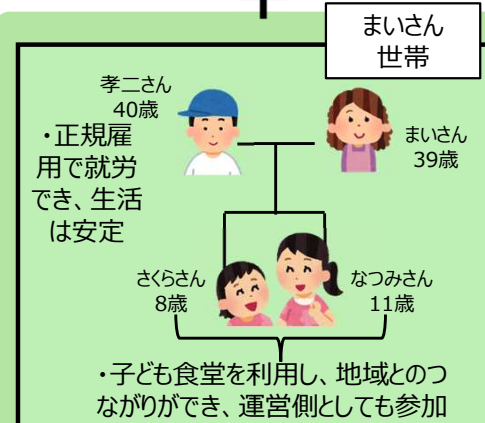 まいさん
世帯
孝二さん
40歳
・正規雇
用で就労
でき、生活
は安定
まいさん
39歳
さくらさん
8歳
なつみさん
11歳
・子ども食堂を利用し、地域とのつ
ながりができ、運営側としても参加